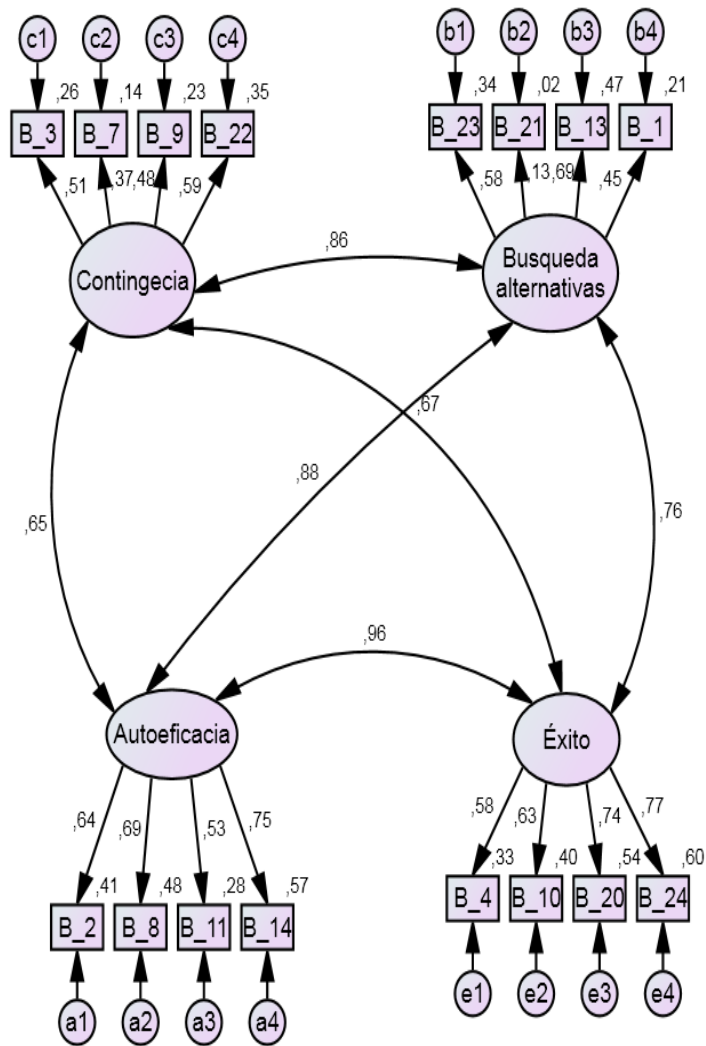 c1 c2 c3 c4
b1 b2 b3 b4
,26 ,14 ,23 ,35
,34 ,02 ,47 ,21
B_3 B_7 B_9 B_22
B_23 B_21 B_13 B_1
,51 ,37 ,48 ,59
,58 ,13 ,69 ,45
Contingecia
Busqueda
alternativas
,86
,67
,88
,65
,76
,96
Autoeficacia
Éxito
,64 ,69 ,53 ,75
,58 ,63 ,74 ,77
,41 ,48 ,28 ,57
,33 ,40 ,54 ,60
B_2 B_8 B_11 B_14
B_4 B_10 B_20 B_24
a1 a2 a3 a4
e1 e2 e3 e4